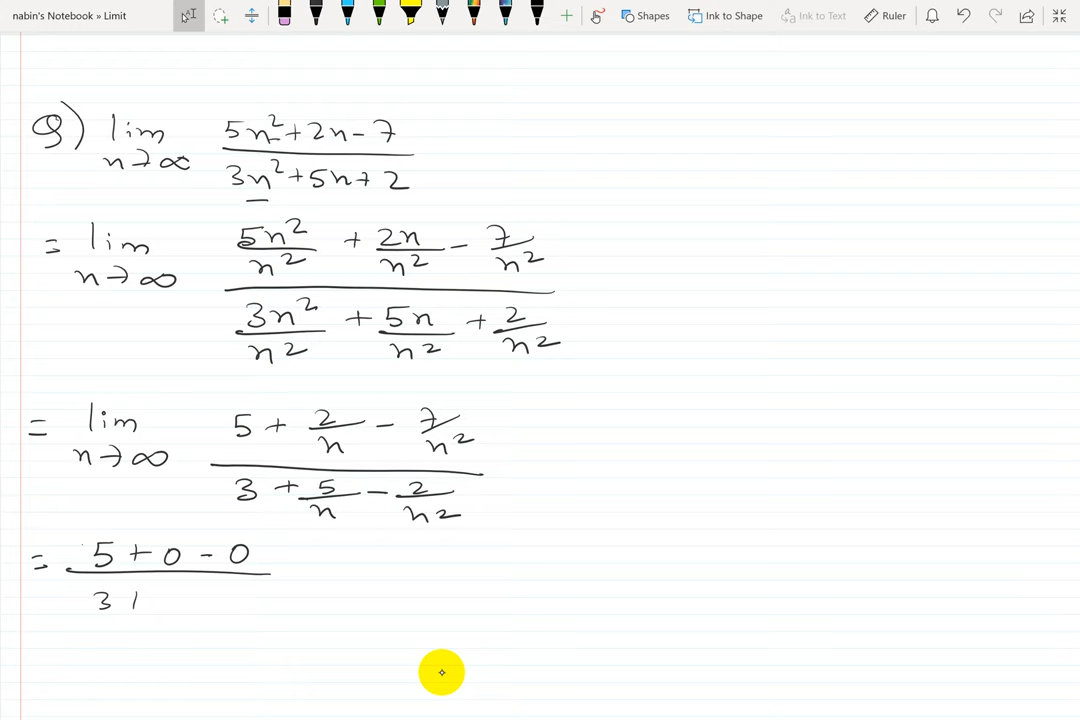 nabin's Notebook » Limit Shapes Ink to Shape Ink to Text Ruler
Q) lim n→∞ (5n²+2n-7)/(3n²+5n+2)
= lim n→∞ (5n²/n² + 2n/n² - 7/n²)/(3n²/n² + 5n/n² + 2/n²)
= lim n→∞ (5 + 2/n - 7/n²)/(3 + 5/n - 2/n²)
= 5 + 0 - 0
3